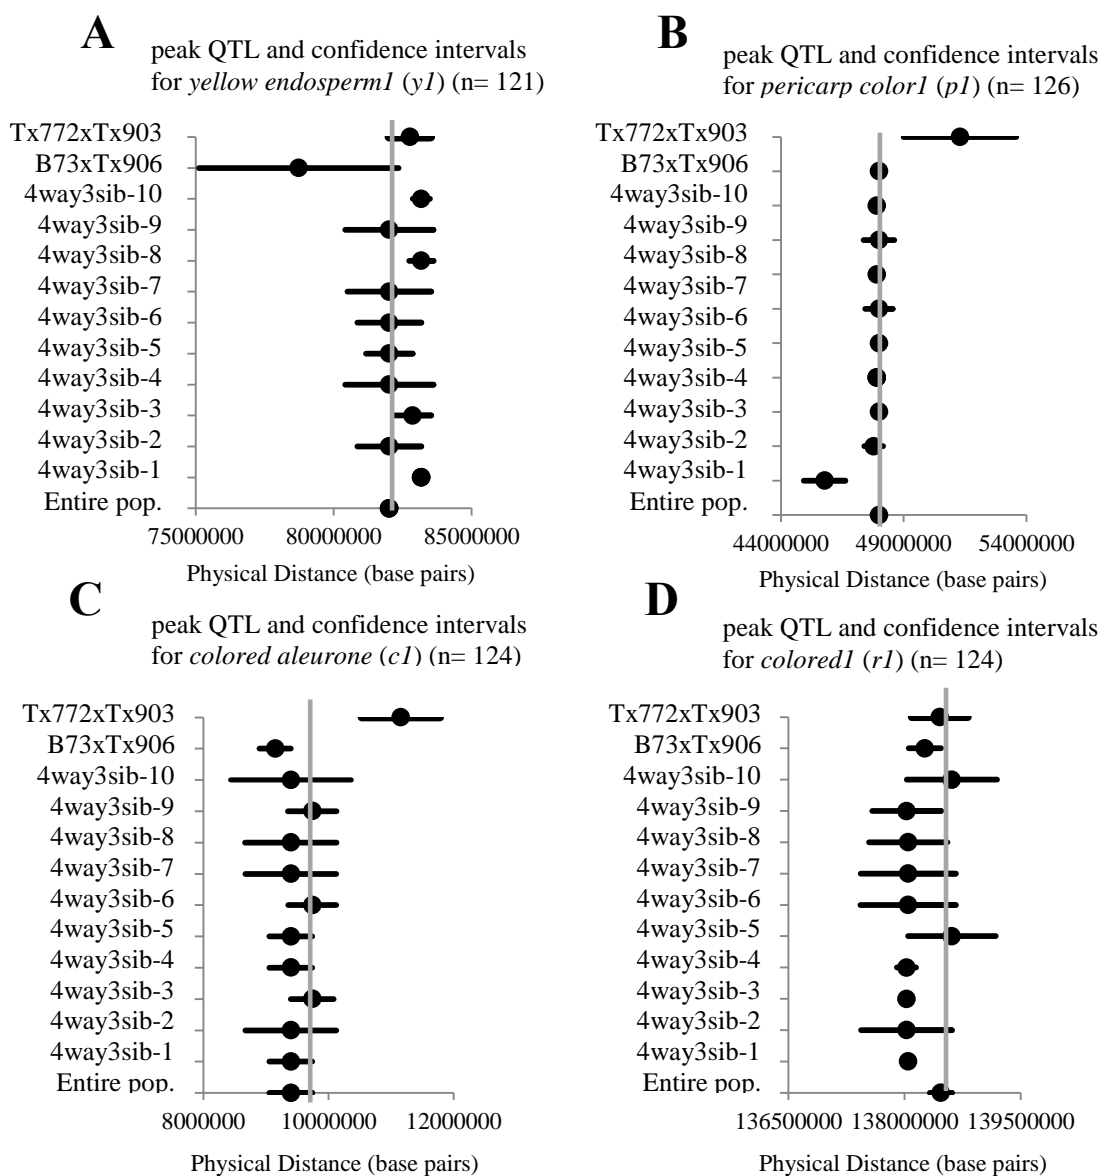 A
peak QTL and confidence intervals
for yellow endosperm1 (y1) (n= 121)
Tx772xTx903
B73xTx906
4way3sib-10
4way3sib-9
4way3sib-8
4way3sib-7
4way3sib-6
4way3sib-5
4way3sib-4
4way3sib-3
4way3sib-2
4way3sib-1
Entire pop.
75000000 80000000 85000000
Physical Distance (base pairs)
B
peak QTL and confidence intervals
for pericarp color1 (p1) (n= 126)
Tx772xTx903
B73xTx906
4way3sib-10
4way3sib-9
4way3sib-8
4way3sib-7
4way3sib-6
4way3sib-5
4way3sib-4
4way3sib-3
4way3sib-2
4way3sib-1
Entire pop.
44000000 49000000 54000000
Physical Distance (base pairs)
C
peak QTL and confidence intervals
for colored aleurone (c1) (n= 124)
Tx772xTx903
B73xTx906
4way3sib-10
4way3sib-9
4way3sib-8
4way3sib-7
4way3sib-6
4way3sib-5
4way3sib-4
4way3sib-3
4way3sib-2
4way3sib-1
Entire pop.
8000000 10000000 12000000
Physical Distance (base pairs)
D
peak QTL and confidence intervals
for colored1 (r1) (n= 124)
Tx772xTx903
B73xTx906
4way3sib-10
4way3sib-9
4way3sib-8
4way3sib-7
4way3sib-6
4way3sib-5
4way3sib-4
4way3sib-3
4way3sib-2
4way3sib-1
Entire pop.
136500000 138000000 139500000
Physical Distance (base pairs)